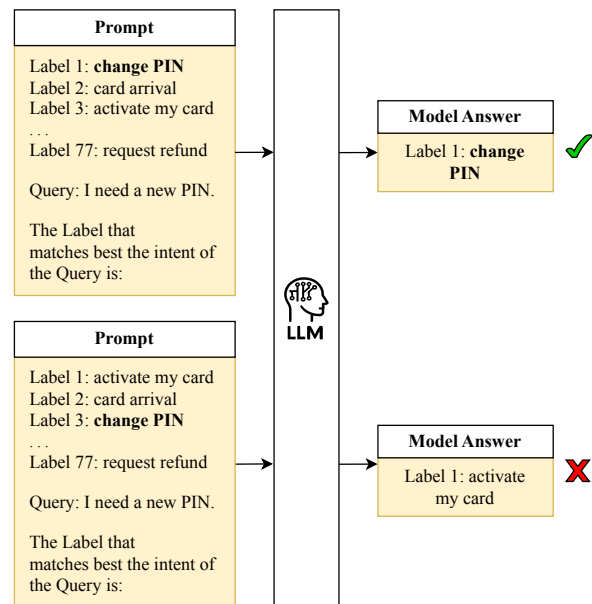 Prompt
Label 1: change PIN
Label 2: card arrival
Label 3: activate my card
. . .
Label 77: request refund
Query: I need a new PIN.
The Label that
matches best the intent of
the Query is:
Model Answer
Label 1: change
PIN
LLM
Prompt
Label 1: activate my card
Label 2: card arrival
Label 3: change PIN
. . .
Label 77: request refund
Query: I need a new PIN.
The Label that
matches best the intent of
the Query is:
Model Answer
Label 1: activate
my card